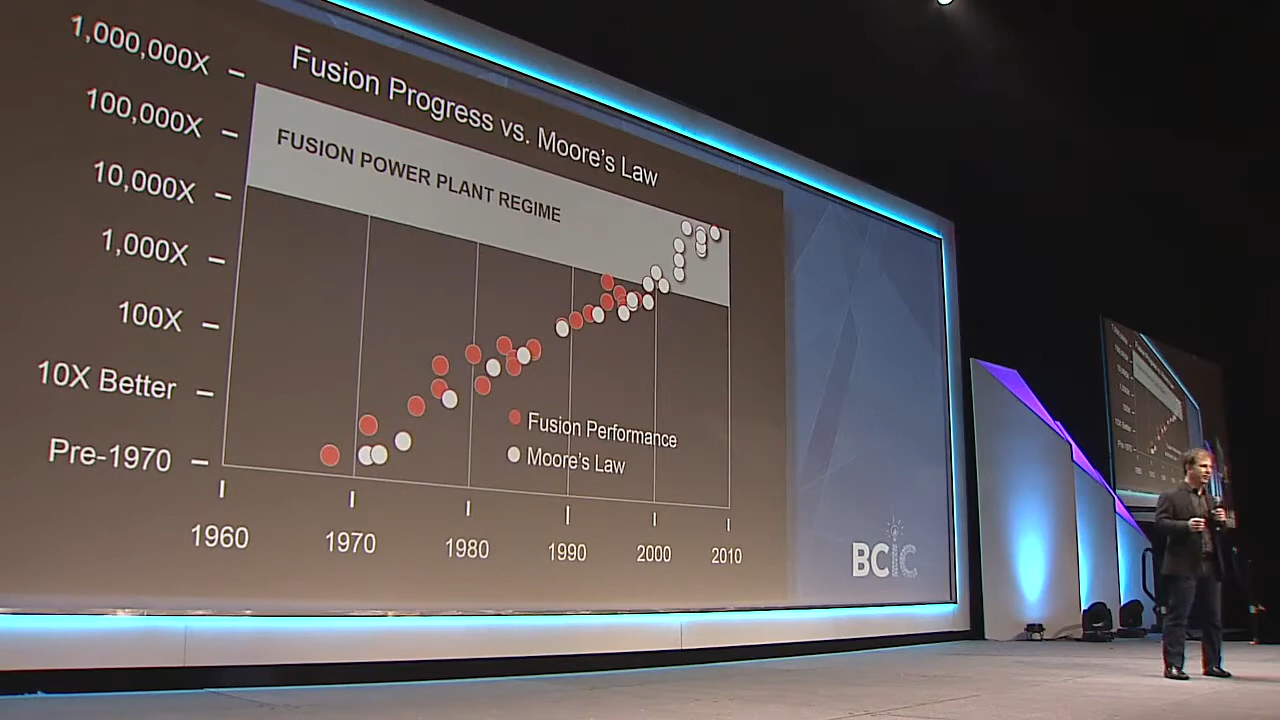 Fusion Progress vs. Moore's Law
1,000,000X
100,000X
10,000X
1,000X
100X
10X Better
Pre-1970
FUSION POWER PLANT REGIME
Fusion Performance
Moore's Law
1960
1970
1980
1990
2000
2010
BCIC